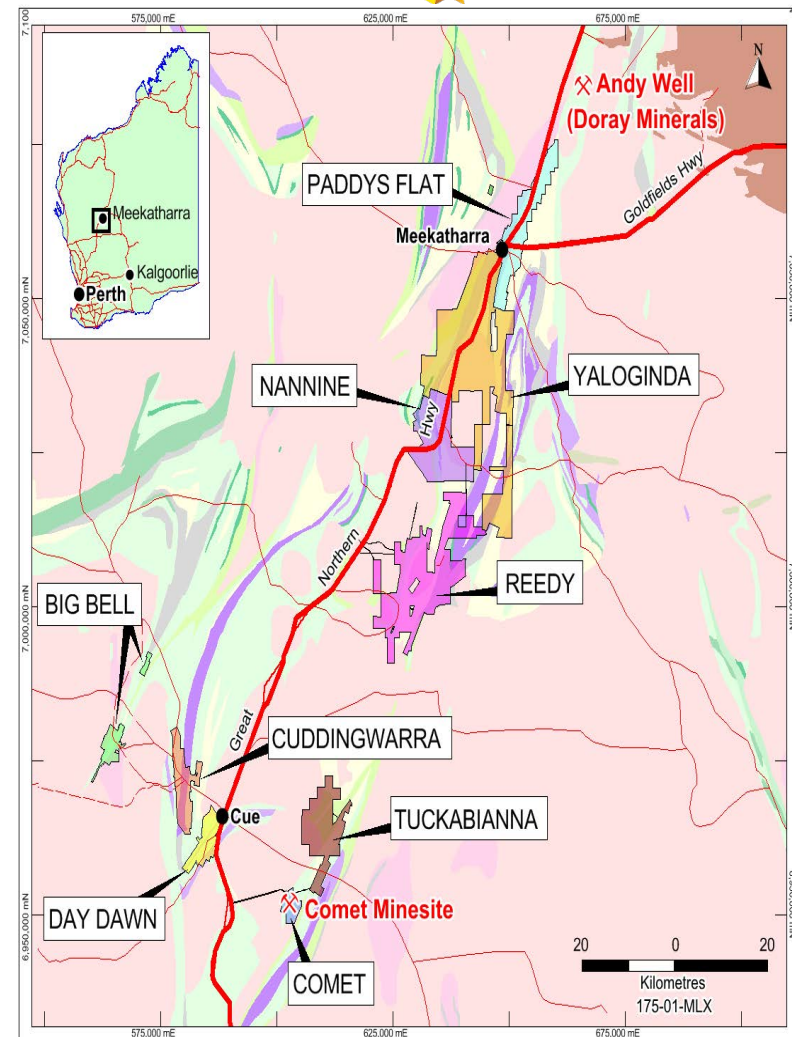 575,000 mE
625,000 mE
675,000 mE
7,100
N
Andy Well
(Doray Minerals)
PADDYS FLAT
Goldfields Hwy
Meekatharra
Meekatharra
Kalgoorlie
Perth
7,050,000 mN
NANNINE
YALOGINDA
Hwy
Northern
REEDY
BIG BELL
7,000,000 mN
Great
CUDDINGWARRA
Cue
TUCKABIANNA
DAY DAWN
Comet Minesite
6,950,000 mN
COMET
20 0 20
Kilometres
175-01-MLX
575,000 mE
625,000 mE
675,000 mE